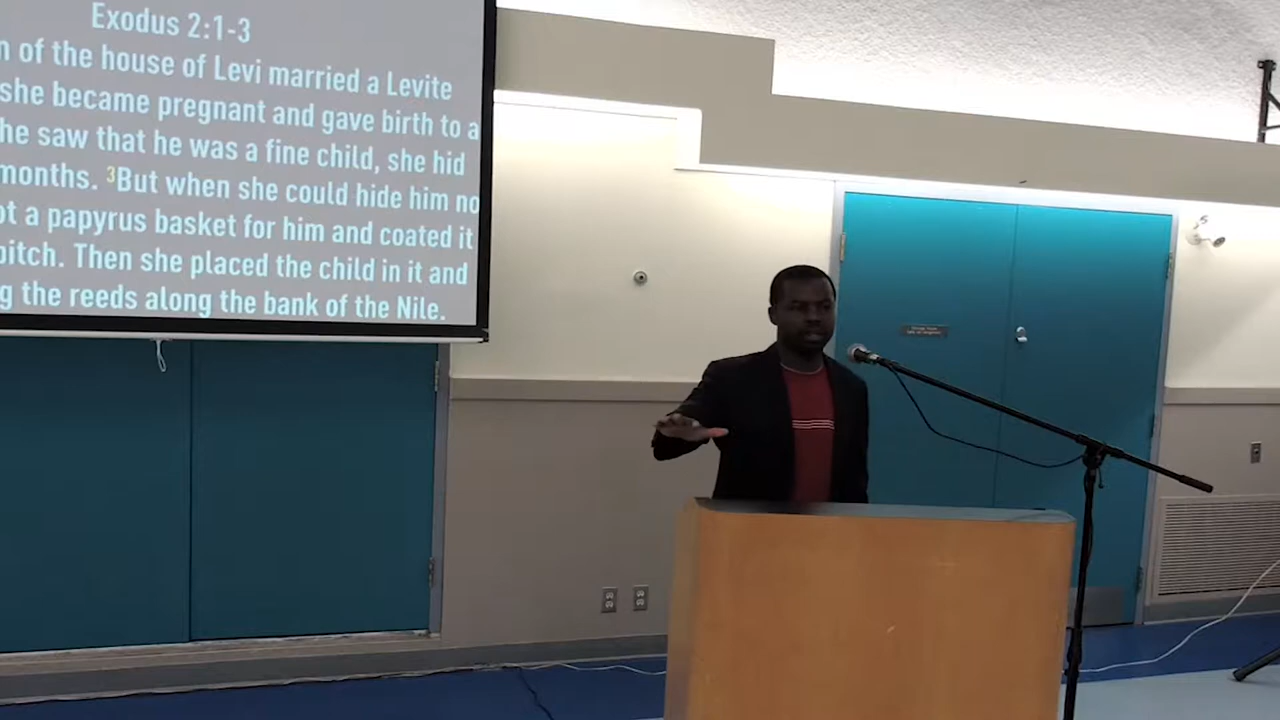 Exodus 2:1-3
of the house of Levi married a Levite
she became pregnant and gave birth to a
he saw that he was a fine child, she hid
months. ³But when she could hide him no
a papyrus basket for him and coated it
pitch. Then she placed the child in it and
the reeds along the bank of the Nile.